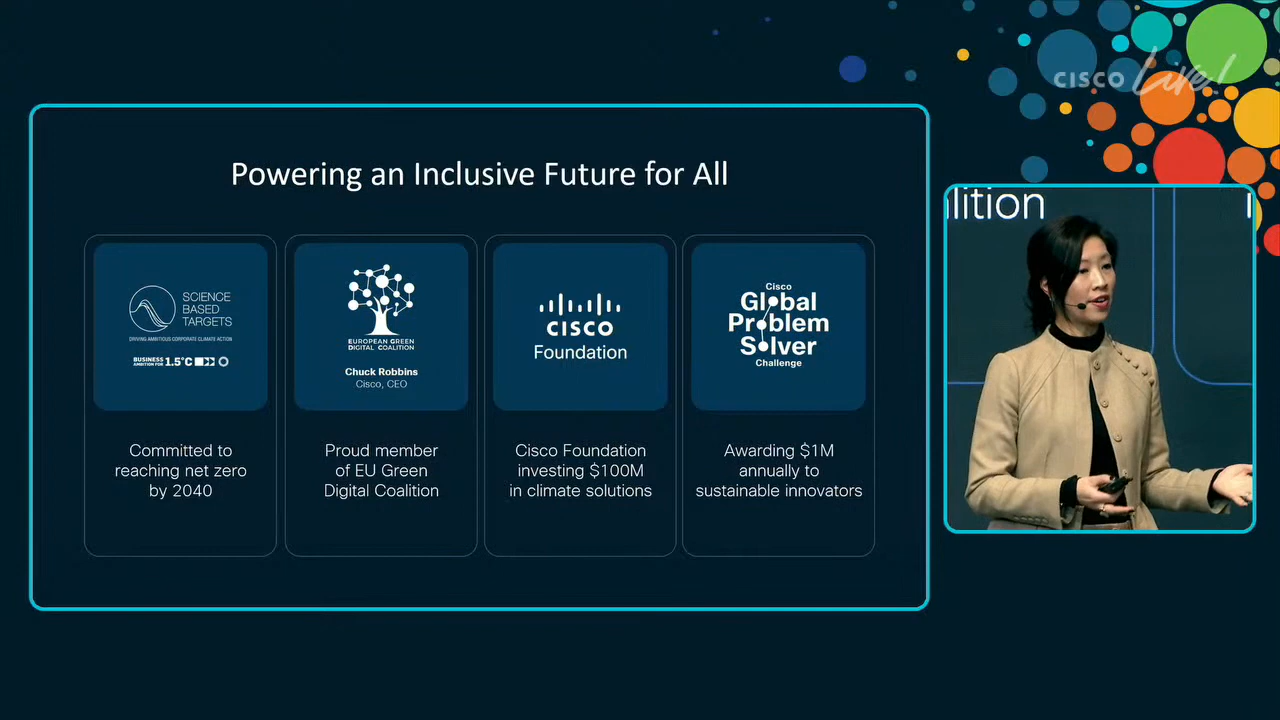 CISCO Live!
Powering an Inclusive Future for All
SCIENCE
BASED
TARGETS
DRIVING AMBITIOUS CORPORATE CLIMATE ACTION
BUSINESS
AMBITION FOR 1.5°C
Committed to
reaching net zero
by 2040
EUROPEAN GREEN
DIGITAL COALITION
Chuck Robbins
Cisco, CEO
Proud member
of EU Green
Digital Coalition
CISCO
Foundation
Cisco Foundation
investing $100M
in climate solutions
Cisco
Global
Problem
Solver
Challenge
Awarding $1M
annually to
sustainable innovators
lition